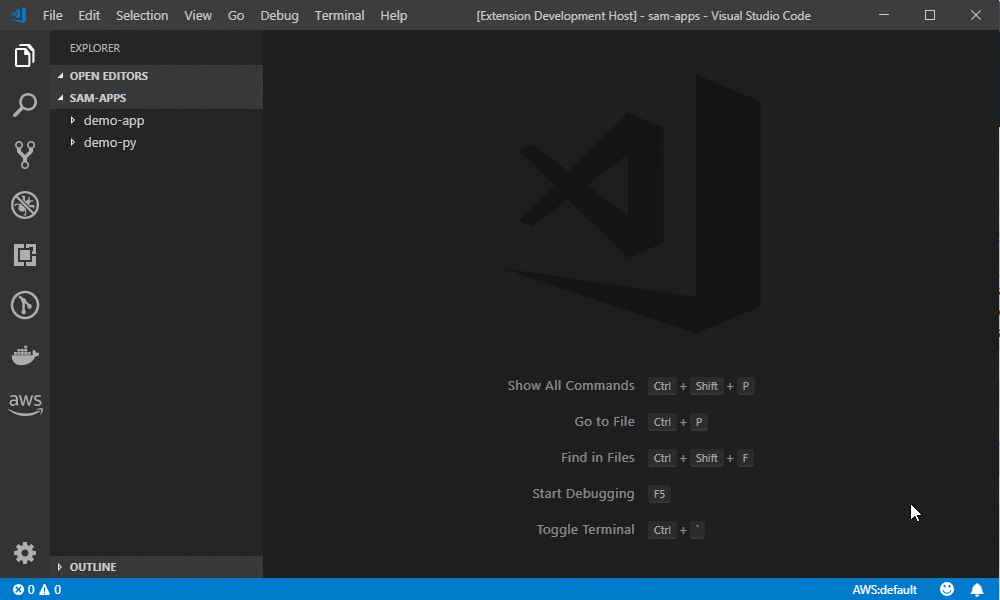 File Edit Selection View Go Debug Terminal Help [Extension Development Host] - sam-apps - Visual Studio Code
EXPLORER
OPEN EDITORS
SAM-APPS
demo-app
demo-py
aws
Show All Commands Ctrl + Shift + P
Go to File Ctrl + P
Find in Files Ctrl + Shift + F
Start Debugging F5
Toggle Terminal Ctrl + `
OUTLINE
0 0 AWS:default